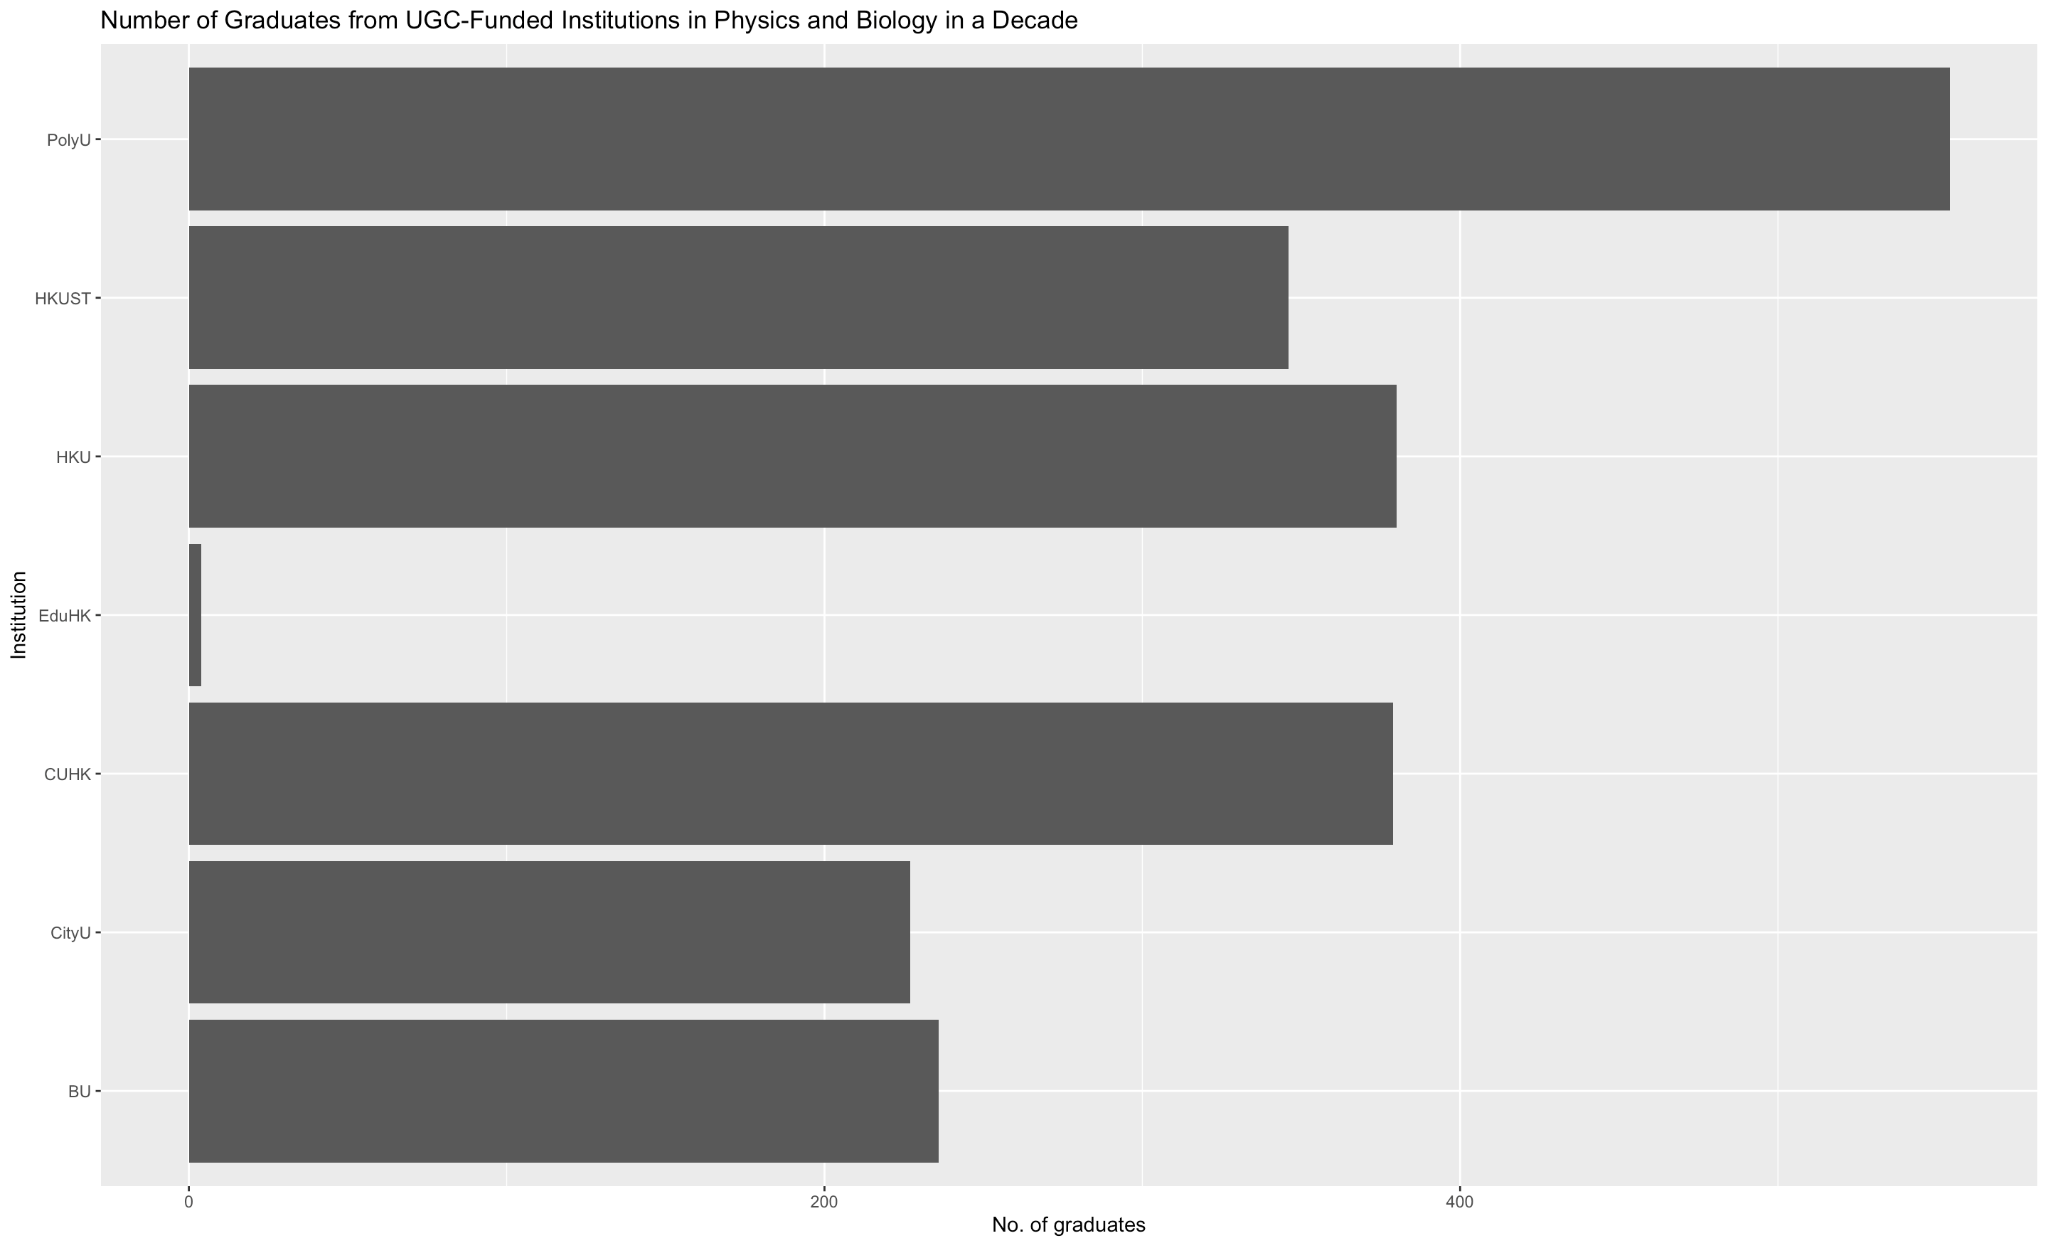 Number of Graduates from UGC-Funded Institutions in Physics and Biology in a Decade
PolyU
HKUST
HKU
EduHK
CUHK
CityU
BU
Institution
0 200 400
No. of graduates